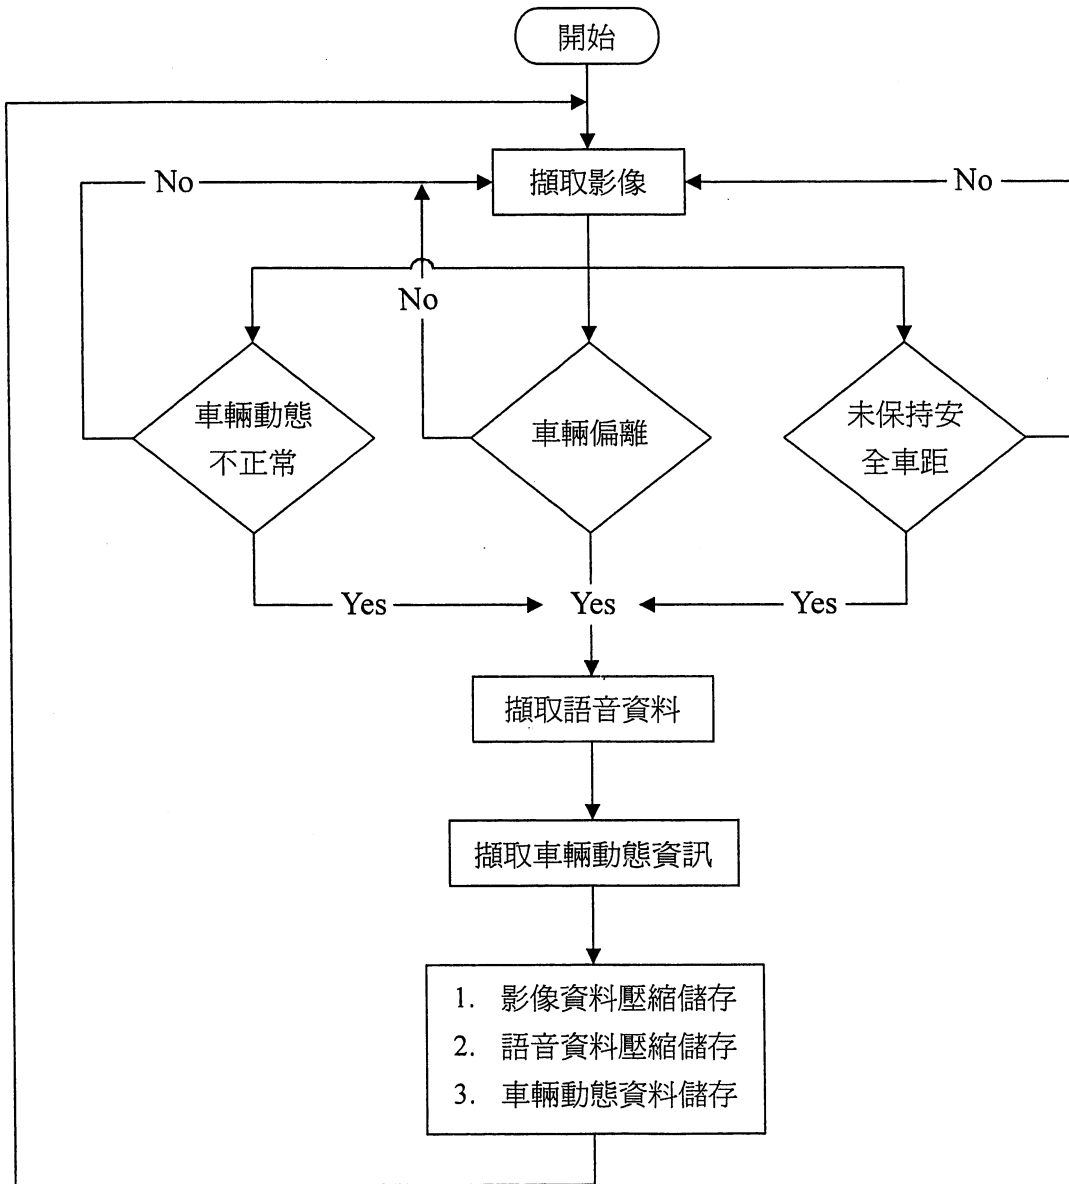 開始
No
擷取影像
No
No
車輛動態
不正常
車輛偏離
未保持安
全車距
Yes
Yes
Yes
擷取語音資料
擷取車輛動態資訊
1. 影像資料壓縮儲存
2. 語音資料壓縮儲存
3. 車輛動態資料儲存